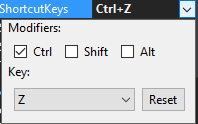 ShortcutKeys Ctrl+Z
Modifiers:
Ctrl Shift Alt
Key:
Z Reset